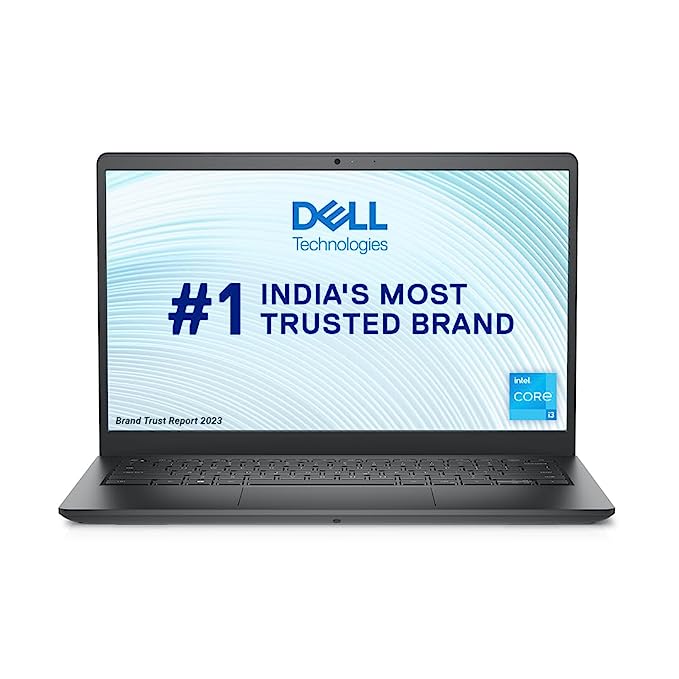 DELL
Technologies
#1 INDIA'S MOST
TRUSTED BRAND
intel
CORE
i3
Brand Trust Report 2023